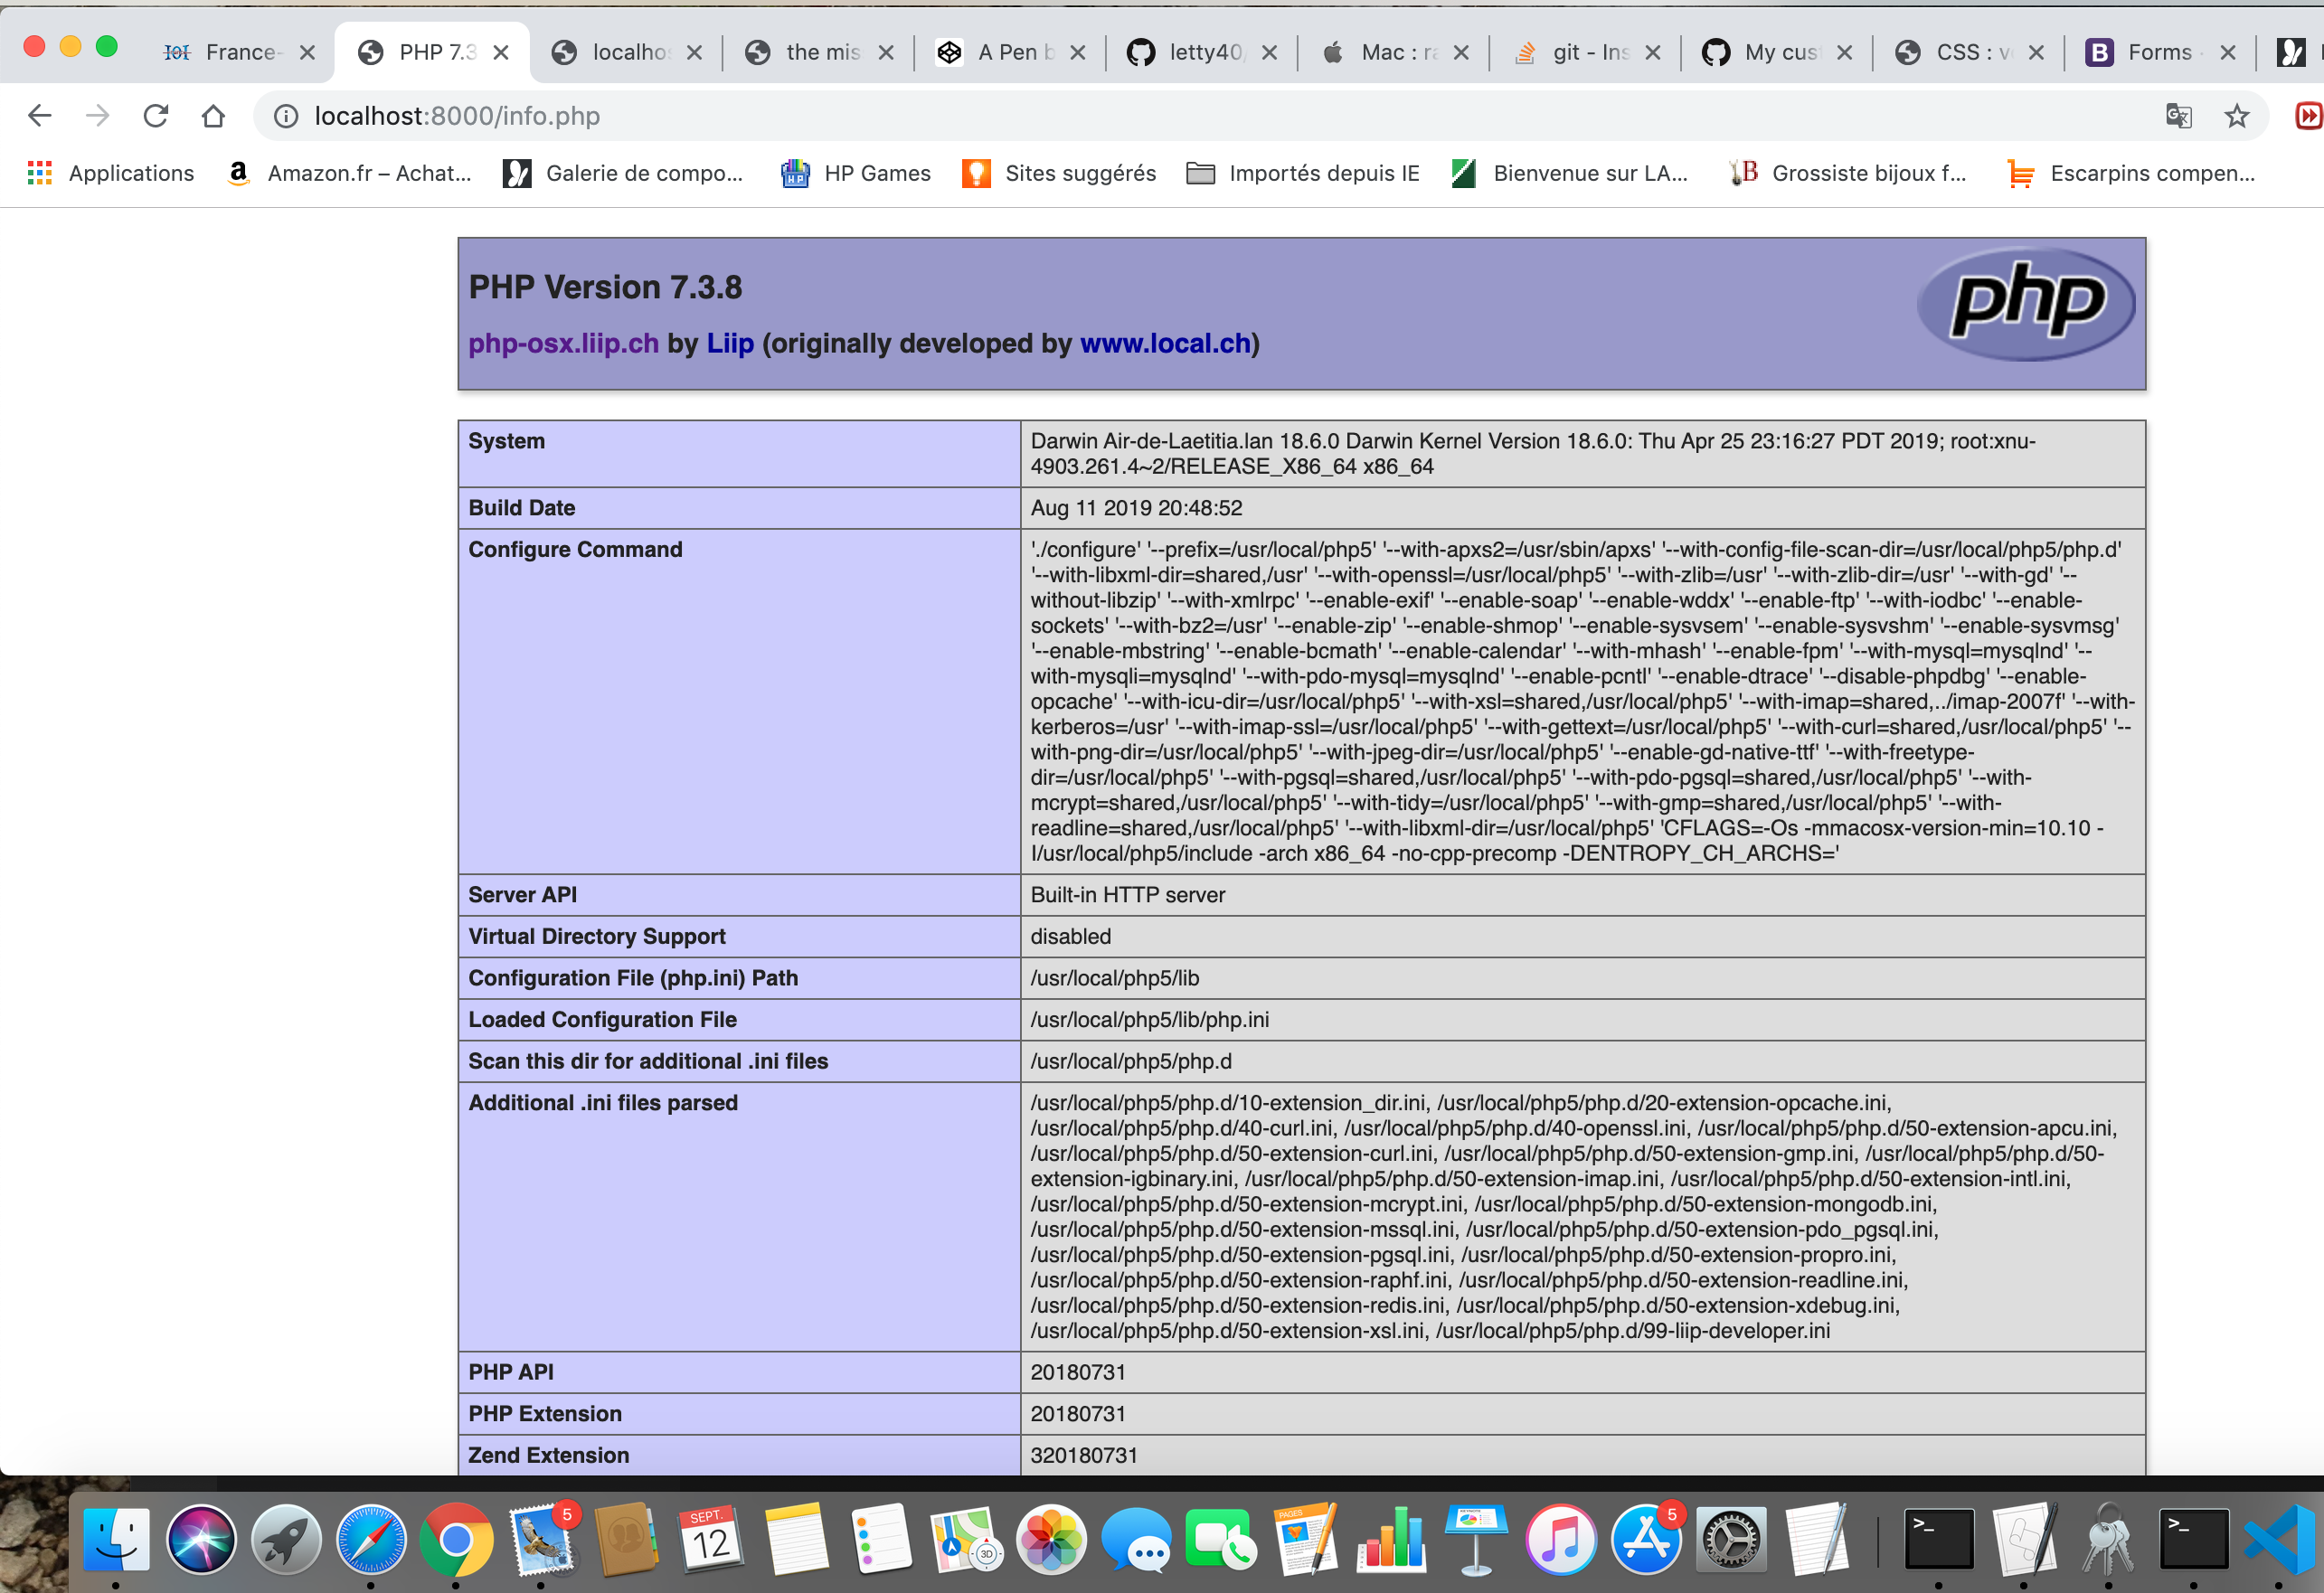 France-
PHP 7.3
localho
the mis
A Pen b
letty40/
Mac : ra
git - Ins
My cus
CSS : v
Forms -
localhost:8000/info.php
Applications
Amazon.fr – Achat...
Galerie de compo...
HP Games
Sites suggérés
Importés depuis IE
Bienvenue sur LA...
Grossiste bijoux f...
Escarpins compen...
PHP Version 7.3.8
php
php-osx.liip.ch by Liip (originally developed by www.local.ch)
System
Darwin Air-de-Laetitia.lan 18.6.0 Darwin Kernel Version 18.6.0: Thu Apr 25 23:16:27 PDT 2019; root:xnu-
4903.261.4~2/RELEASE_X86_64 x86_64
Build Date
Aug 11 2019 20:48:52
Configure Command
'./configure' '--prefix=/usr/local/php5' '--with-apxs2=/usr/sbin/apxs' '--with-config-file-scan-dir=/usr/local/php5/php.d'
'--with-libxml-dir=shared,/usr' '--with-openssl=/usr/local/php5' '--with-zlib=/usr' '--with-zlib-dir=/usr' '--with-gd' '--
without-libzip' '--with-xmlrpc' '--enable-exif' '--enable-soap' '--enable-wddx' '--enable-ftp' '--with-iodbc' '--enable-
sockets' '--with-bz2=/usr' '--enable-zip' '--enable-shmop' '--enable-sysvsem' '--enable-sysvshm' '--enable-sysvmsg'
'--enable-mbstring' '--enable-bcmath' '--enable-calendar' '--with-mhash' '--enable-fpm' '--with-mysql=mysqlnd' '--
with-mysqli=mysqlnd' '--with-pdo-mysql=mysqlnd' '--enable-pcntl' '--enable-dtrace' '--disable-phpdbg' '--enable-
opcache' '--with-icu-dir=/usr/local/php5' '--with-xsl=shared,/usr/local/php5' '--with-imap=shared,../imap-2007f' '--with-
kerberos=/usr' '--with-imap-ssl=/usr/local/php5' '--with-gettext=/usr/local/php5' '--with-curl=shared,/usr/local/php5' '--
with-png-dir=/usr/local/php5' '--with-jpeg-dir=/usr/local/php5' '--enable-gd-native-ttf' '--with-freetype-
dir=/usr/local/php5' '--with-pgsql=shared,/usr/local/php5' '--with-pdo-pgsql=shared,/usr/local/php5' '--with-
mcrypt=shared,/usr/local/php5' '--with-tidy=/usr/local/php5' '--with-gmp=shared,/usr/local/php5' '--with-
readline=shared,/usr/local/php5' '--with-libxml-dir=/usr/local/php5' 'CFLAGS=-Os -mmacosx-version-min=10.10 -
I/usr/local/php5/include -arch x86_64 -no-cpp-precomp -DENTROPY_CH_ARCHS='
Server API
Built-in HTTP server
Virtual Directory Support
disabled
Configuration File (php.ini) Path
/usr/local/php5/lib
Loaded Configuration File
/usr/local/php5/lib/php.ini
Scan this dir for additional .ini files
/usr/local/php5/php.d
Additional .ini files parsed
/usr/local/php5/php.d/10-extension_dir.ini, /usr/local/php5/php.d/20-extension-opcache.ini,
/usr/local/php5/php.d/40-curl.ini, /usr/local/php5/php.d/40-openssl.ini, /usr/local/php5/php.d/50-extension-apcu.ini,
/usr/local/php5/php.d/50-extension-curl.ini, /usr/local/php5/php.d/50-extension-gmp.ini, /usr/local/php5/php.d/50-
extension-igbinary.ini, /usr/local/php5/php.d/50-extension-imap.ini, /usr/local/php5/php.d/50-extension-intl.ini,
/usr/local/php5/php.d/50-extension-mcrypt.ini, /usr/local/php5/php.d/50-extension-mongodb.ini,
/usr/local/php5/php.d/50-extension-mssql.ini, /usr/local/php5/php.d/50-extension-pdo_pgsql.ini,
/usr/local/php5/php.d/50-extension-pgsql.ini, /usr/local/php5/php.d/50-extension-propro.ini,
/usr/local/php5/php.d/50-extension-raphf.ini, /usr/local/php5/php.d/50-extension-readline.ini,
/usr/local/php5/php.d/50-extension-redis.ini, /usr/local/php5/php.d/50-extension-xdebug.ini,
/usr/local/php5/php.d/50-extension-xsl.ini, /usr/local/php5/php.d/99-liip-developer.ini
PHP API
20180731
PHP Extension
20180731
Zend Extension
320180731
5
SEPT.
12
3D
PAGES
5
>_
>_